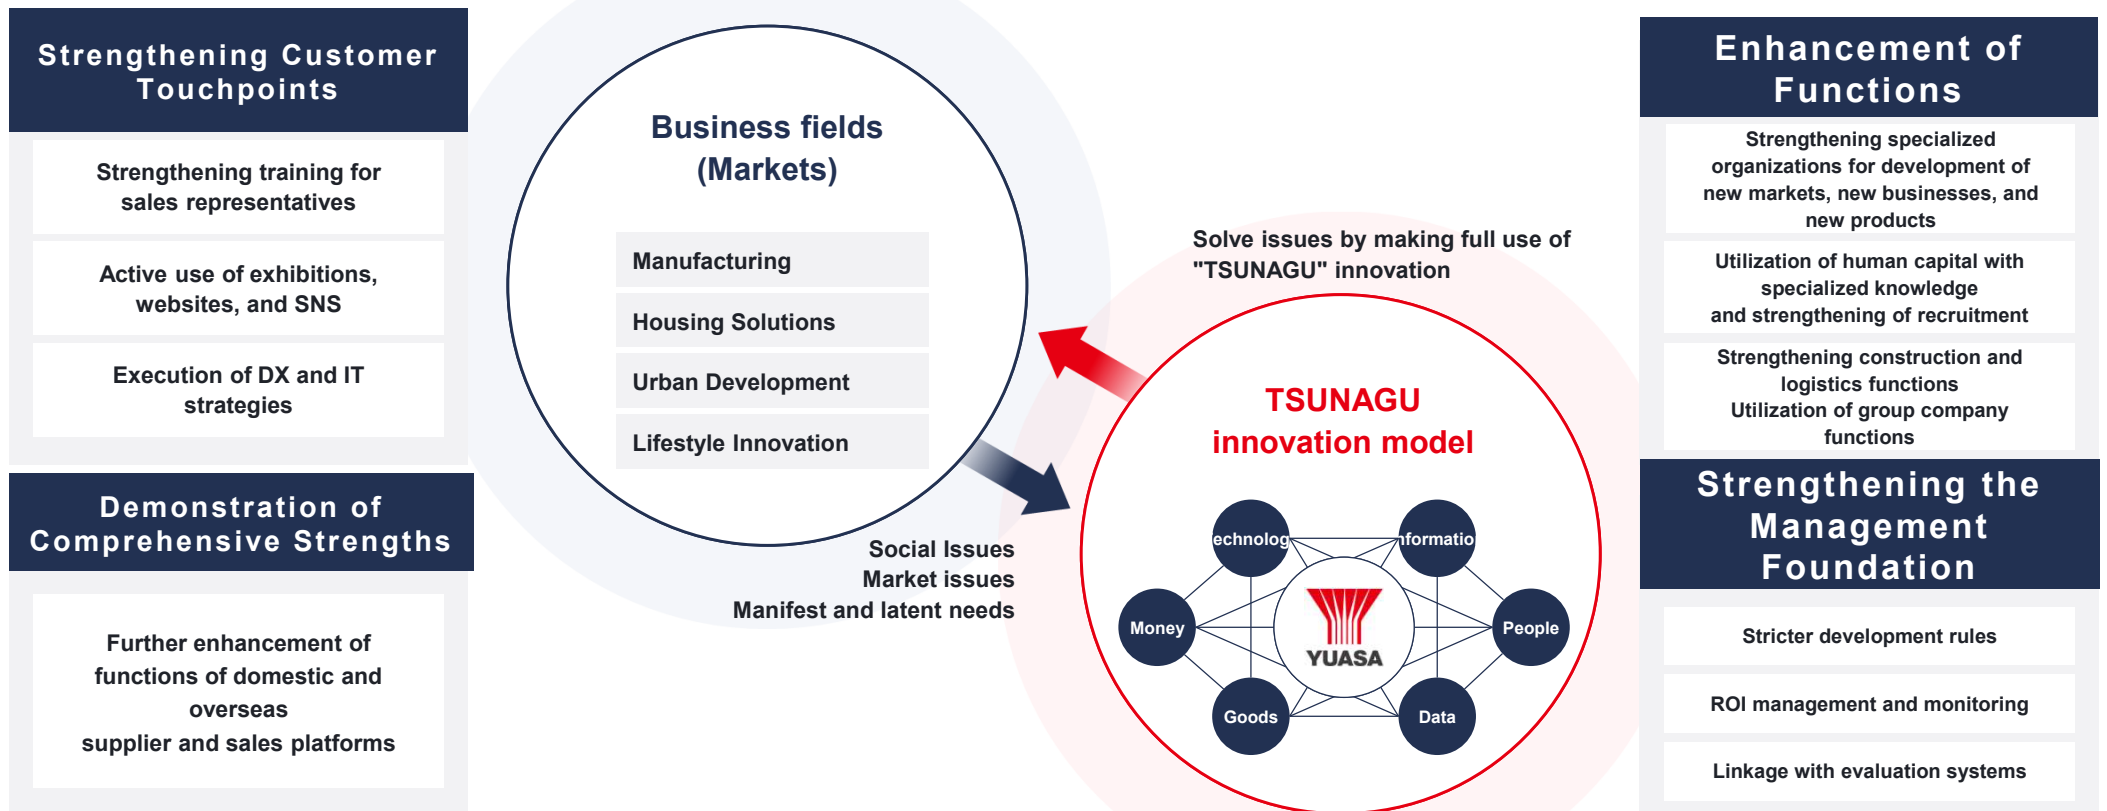 Strengthening Customer
Touchpoints
Strengthening training for
sales representatives
Active use of exhibitions,
websites, and SNS
Execution of DX and IT
strategies
Demonstration of
Comprehensive Strengths
Further enhancement of
functions of domestic and
overseas
supplier and sales platforms
Business fields
(Markets)
Manufacturing
Housing Solutions
Urban Development
Lifestyle Innovation
Social Issues
Market issues
Manifest and latent needs
Solve issues by making full use of
"TSUNAGU" innovation
TSUNAGU
innovation model
echnolog
nformatio
Money
YUASA
People
Goods
Data
Enhancement of
Functions
Strengthening specialized
organizations for development of
new markets, new businesses, and
new products
Utilization of human capital with
specialized knowledge
and strengthening of recruitment
Strengthening construction and
logistics functions
Utilization of group company
functions
Strengthening the
Management
Foundation
Stricter development rules
ROI management and monitoring
Linkage with evaluation systems